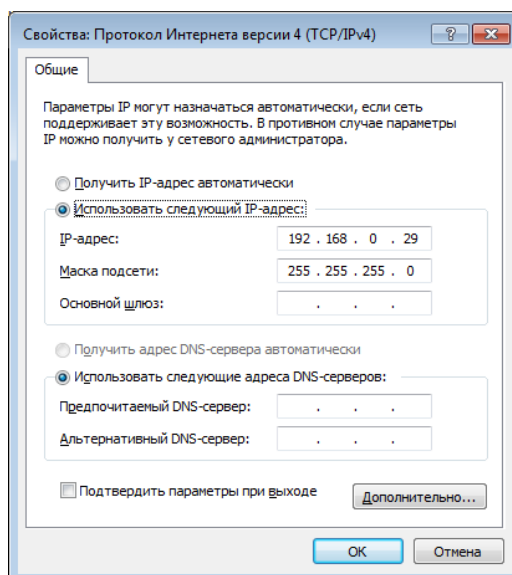 Свойства: Протокол Интернета версии 4 (TCP/IPv4)
Общие
Параметры IP могут назначаться автоматически, если сеть
поддерживает эту возможность. В противном случае параметры
IP можно получить у сетевого администратора.
Получить IP-адрес автоматически
Использовать следующий IP-адрес:
IP-адрес: 192 . 168 . 0 . 29
Маска подсети: 255 . 255 . 255 . 0
Основной шлюз: . . .
Получить адрес DNS-сервера автоматически
Использовать следующие адреса DNS-серверов:
Предпочитаемый DNS-сервер: . . .
Альтернативный DNS-сервер: . . .
Подтвердить параметры при выходе
Дополнительно...
ОК
Отмена